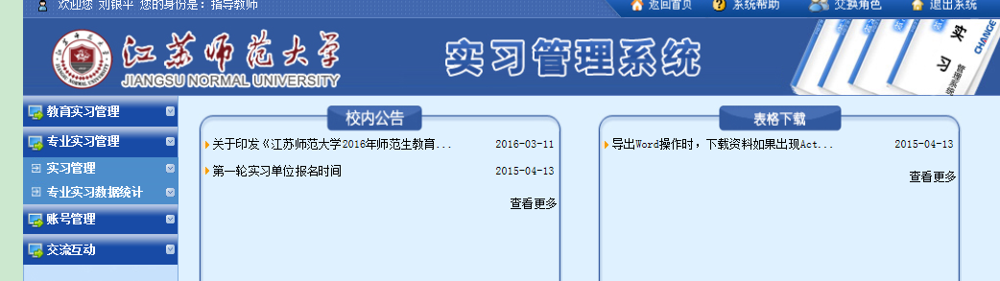 欢迎您 刘银平 您的身份是：指导教师
返回首页 系统帮助 交换角色 退出系统
江苏师范大学
JIANGSU NORMAL UNIVERSITY
实习管理系统
实习
管理系统
CHANGE
教育实习管理
专业实习管理
实习管理
专业实习数据统计
账号管理
交流互动
校内公告
关于印发《江苏师范大学2016年师范生教育... 2016-03-11
第一轮实习单位报名时间 2015-04-13
查看更多
表格下载
导出Word操作时，下载资料如果出现Act... 2015-04-13
查看更多